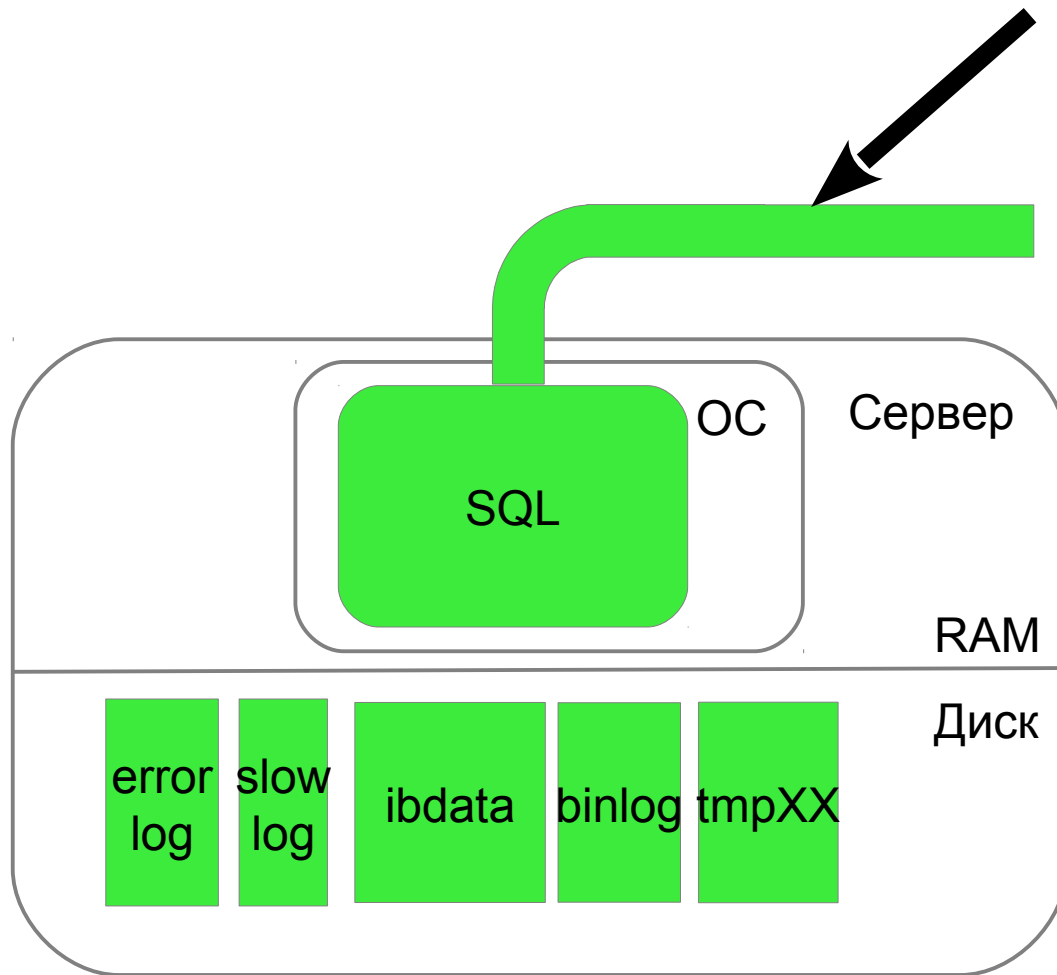 ОС
Сервер
SQL
RAM
Диск
error
log
slow
log
ibdata
binlog
tmpXX